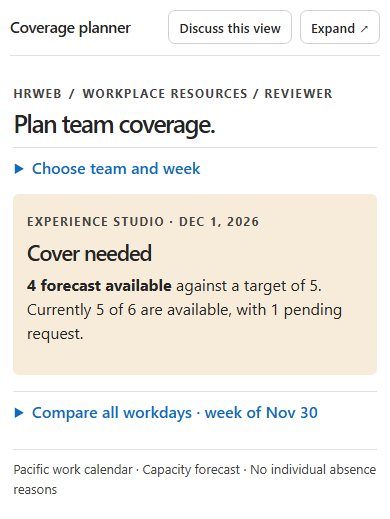 Coverage planner
Discuss this view
Expand ↗
HRWEB / WORKPLACE RESOURCES / REVIEWER
Plan team coverage.
▶ Choose team and week
EXPERIENCE STUDIO · DEC 1, 2026
Cover needed
4 forecast available against a target of 5.
Currently 5 of 6 are available, with 1 pending
request.
▶ Compare all workdays · week of Nov 30
Pacific work calendar · Capacity forecast · No individual absence
reasons